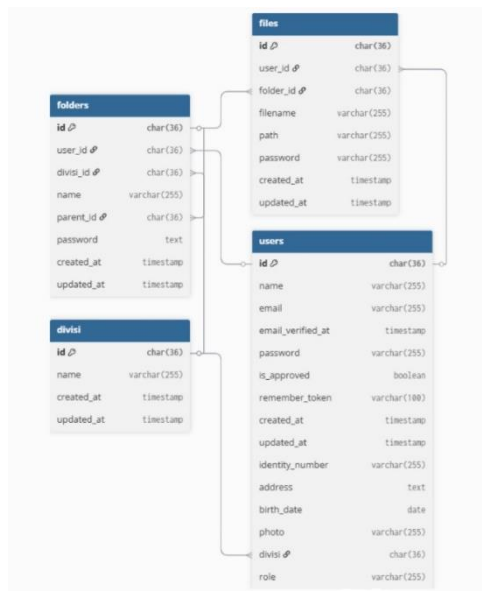 files
id char(36)
user_id char(36)
folder_id char(36)
filename varchar(255)
path varchar(255)
password varchar(255)
created_at timestamp
updated_at timestamp
folders
id char(36)
user_id char(36)
divisi_id char(36)
name varchar(255)
parent_id char(36)
password text
created_at timestamp
updated_at timestamp
users
id char(36)
name varchar(255)
email varchar(255)
email_verified_at timestamp
password varchar(255)
is_approved boolean
remember_token varchar(100)
created_at timestamp
updated_at timestamp
identity_number varchar(255)
address text
birth_date date
photo varchar(255)
divisi char(36)
role varchar(255)
divisi
id char(36)
name varchar(255)
created_at timestamp
updated_at timestamp